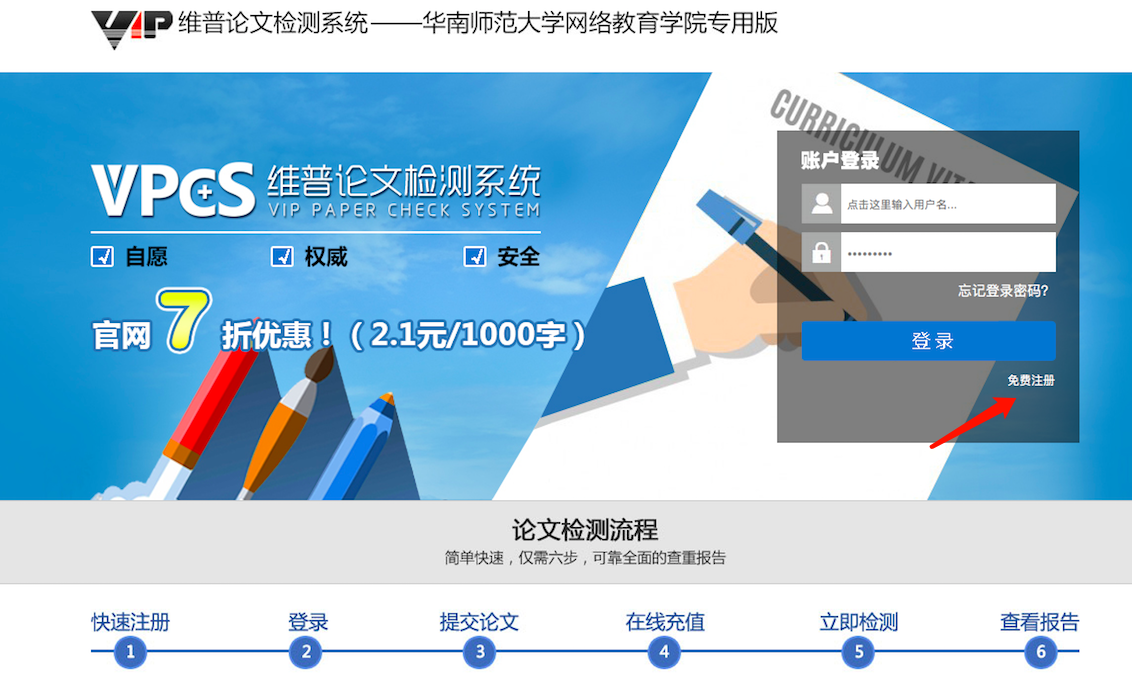 VIP 维普论文检测系统——华南师范大学网络教育学院专用版
CURRICULUM VITA
账户登录
VPCS 维普论文检测系统
VIP PAPER CHECK SYSTEM
点击这里输入用户名...
自愿 权威 安全
忘记登录密码?
官网7折优惠！（2.1元/1000字）
登录
免费注册
论文检测流程
简单快速，仅需六步，可靠全面的查重报告
快速注册 登录 提交论文 在线充值 立即检测 查看报告
1 2 3 4 5 6